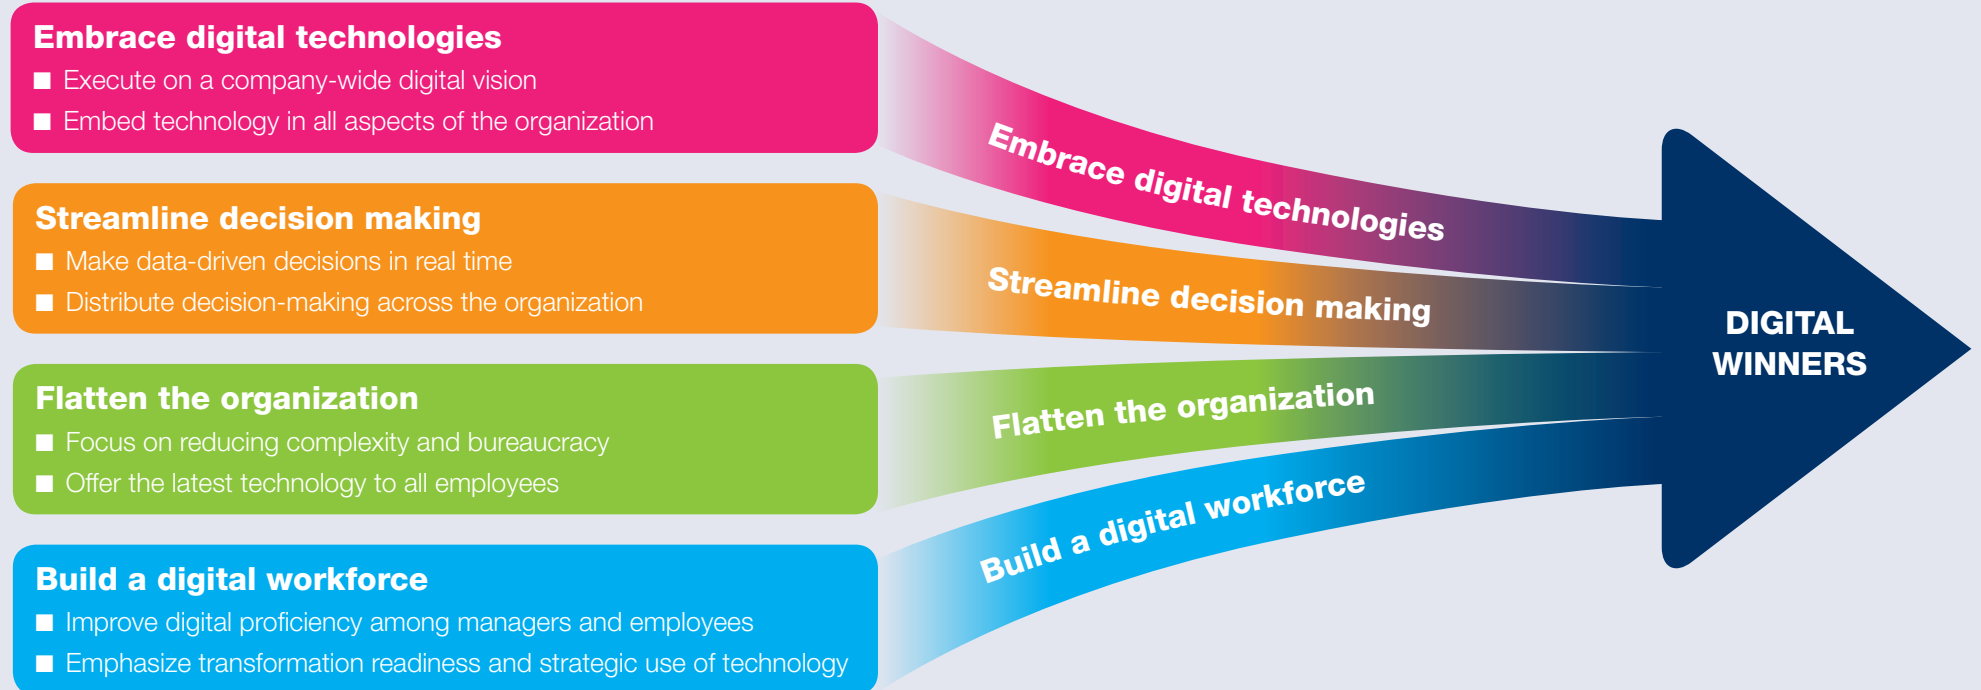 Embrace digital technologies
■ Execute on a company-wide digital vision
■ Embed technology in all aspects of the organization
Streamline decision making
■ Make data-driven decisions in real time
■ Distribute decision-making across the organization
Flatten the organization
■ Focus on reducing complexity and bureaucracy
■ Offer the latest technology to all employees
Build a digital workforce
■ Improve digital proficiency among managers and employees
■ Emphasize transformation readiness and strategic use of technology
Embrace digital technologies
Streamline decision making
Flatten the organization
Build a digital workforce
DIGITAL
WINNERS